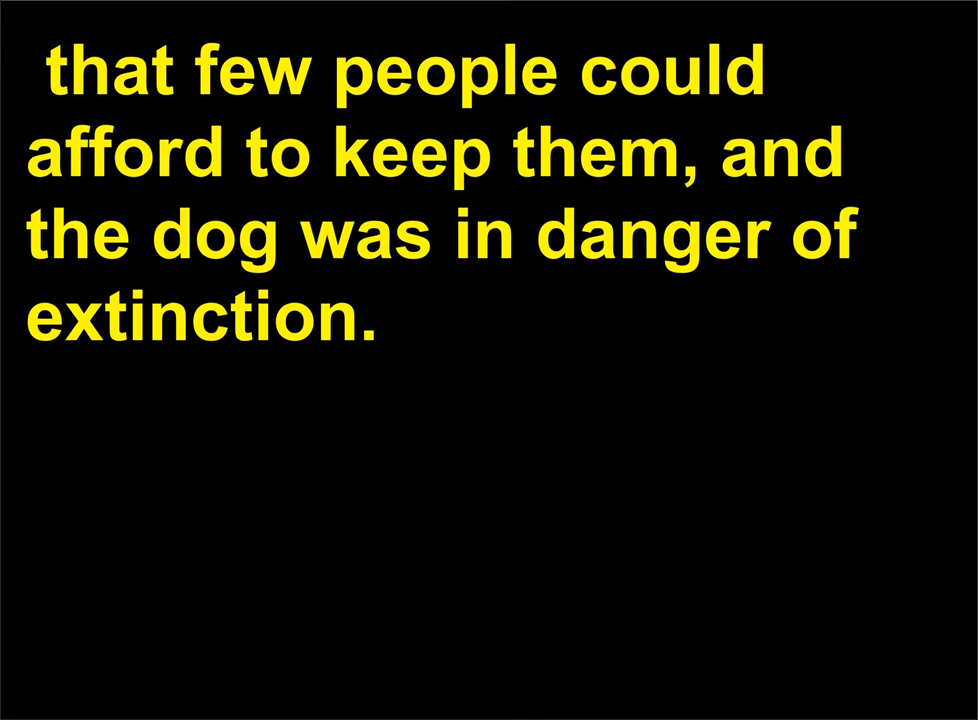 that few people could
afford to keep them, and
the dog was in danger of
extinction.